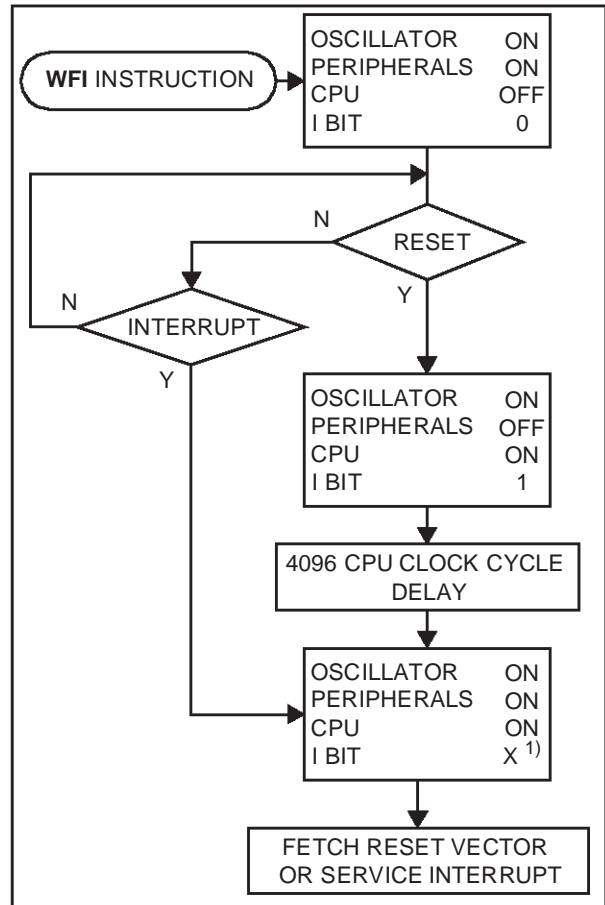 WFI INSTRUCTION
OSCILLATOR ON
PERIPHERALS ON
CPU OFF
I BIT 0
N
RESET
Y
N
INTERRUPT
Y
OSCILLATOR ON
PERIPHERALS OFF
CPU ON
I BIT 1
4096 CPU CLOCK CYCLE
DELAY
OSCILLATOR ON
PERIPHERALS ON
CPU ON
I BIT X 1)
FETCH RESET VECTOR
OR SERVICE INTERRUPT